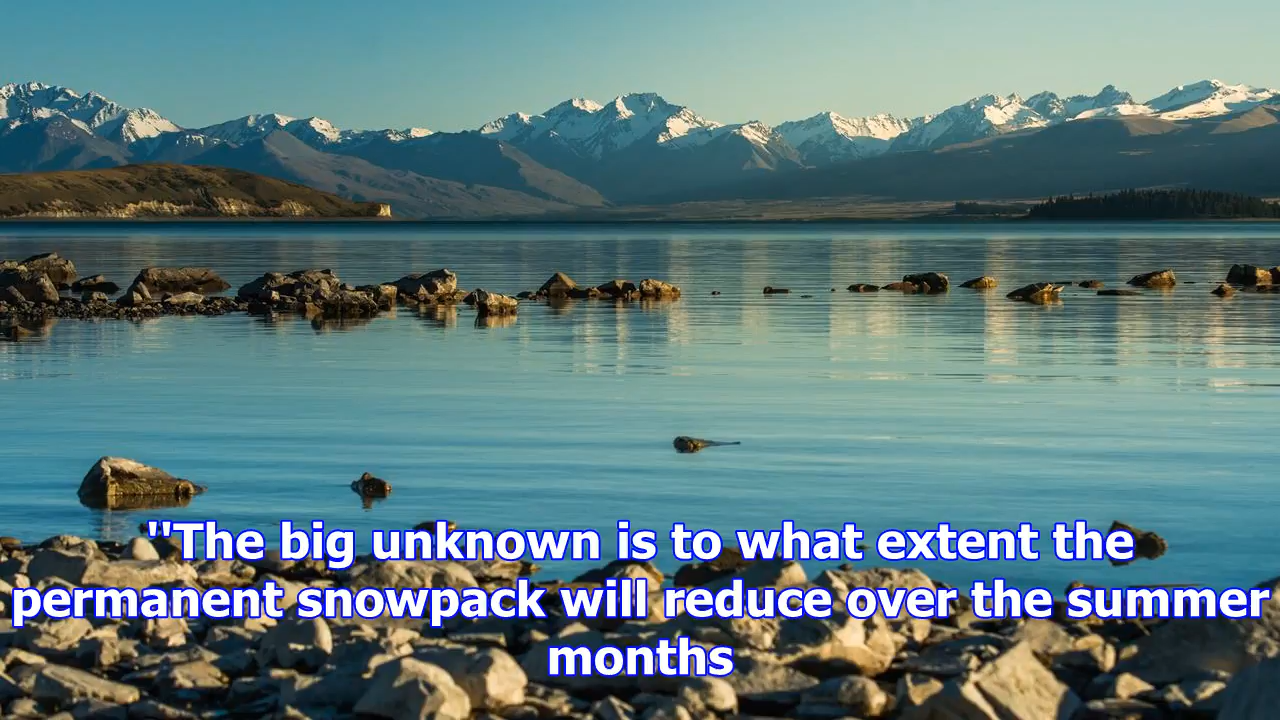 "The big unknown is to what extent the
permanent snowpack will reduce over the summer
months